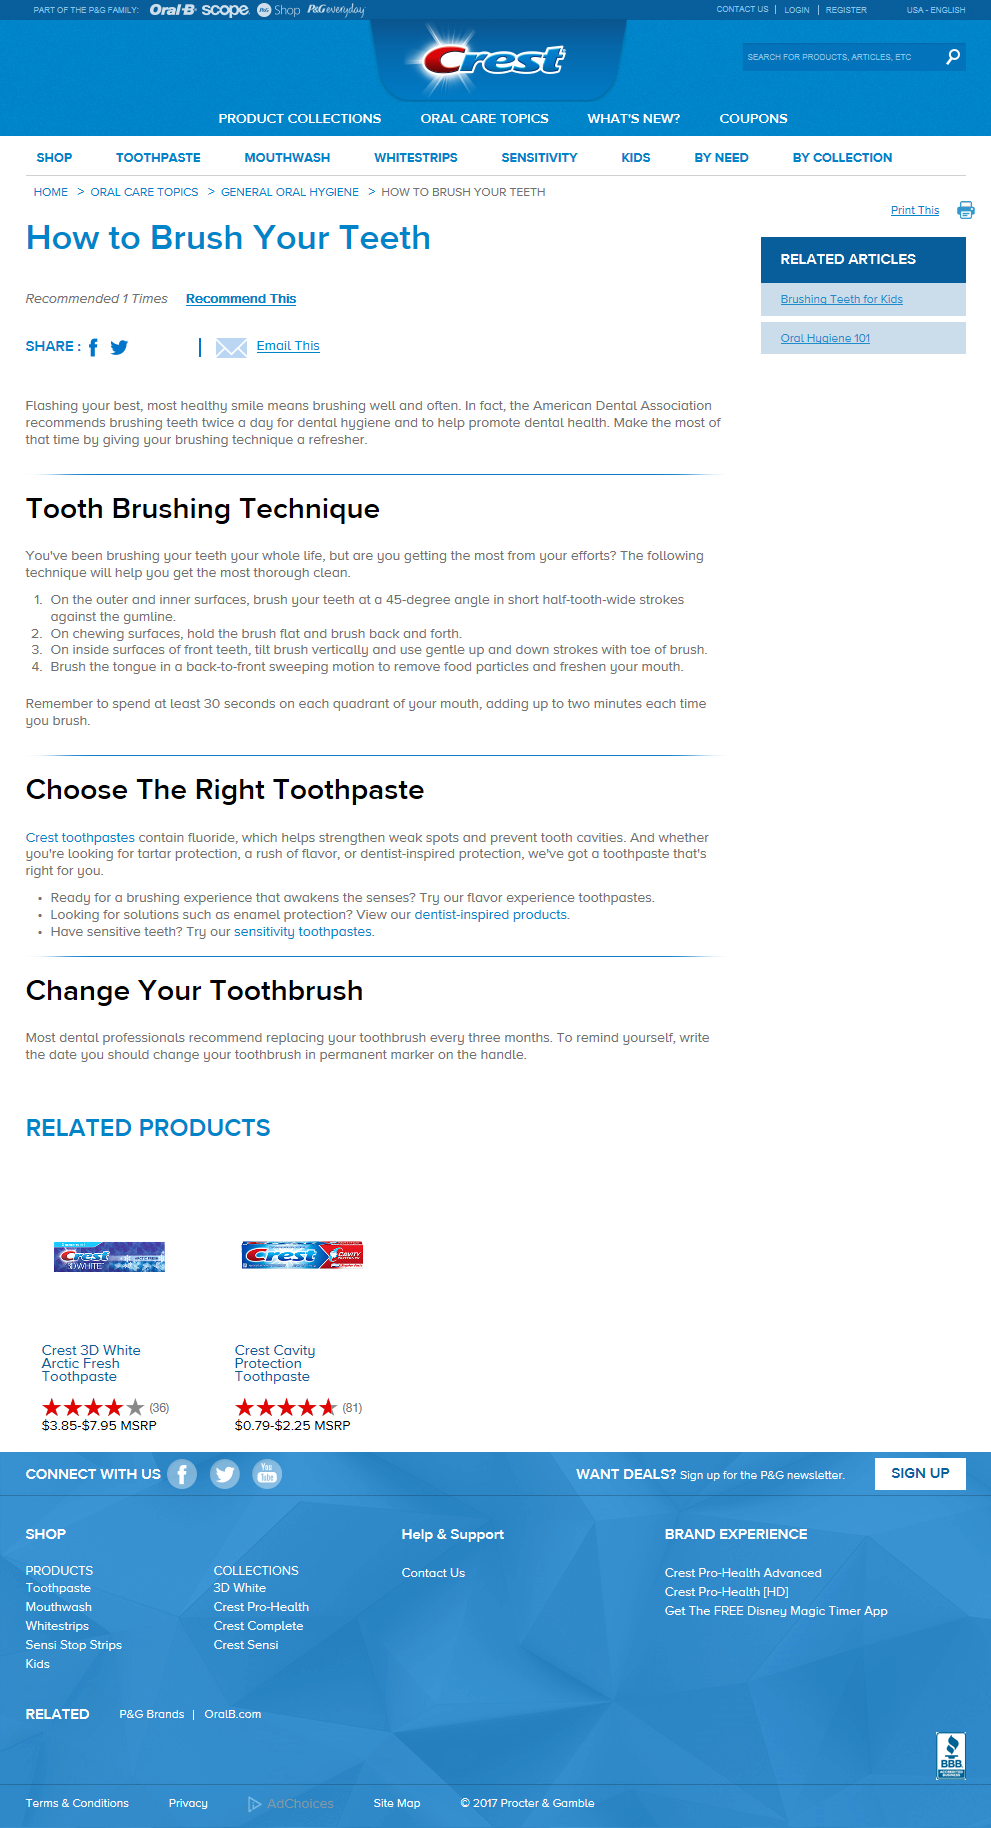 PART OF THE P&G FAMILY: Oral-B scope P&G Shop P&G everyday
CONTACT US | LOGIN | REGISTER USA - ENGLISH
Crest
SEARCH FOR PRODUCTS, ARTICLES, ETC
PRODUCT COLLECTIONS ORAL CARE TOPICS WHAT'S NEW? COUPONS
SHOP TOOTHPASTE MOUTHWASH WHITESTRIPS SENSITIVITY KIDS BY NEED BY COLLECTION
HOME > ORAL CARE TOPICS > GENERAL ORAL HYGIENE > HOW TO BRUSH YOUR TEETH
Print This
How to Brush Your Teeth
RELATED ARTICLES
Brushing Teeth for Kids
Oral Hygiene 101
Recommended 1 Times Recommend This
SHARE : | Email This
Flashing your best, most healthy smile means brushing well and often. In fact, the American Dental Association
recommends brushing teeth twice a day for dental hygiene and to help promote dental health. Make the most of
that time by giving your brushing technique a refresher.
Tooth Brushing Technique
You've been brushing your teeth your whole life, but are you getting the most from your efforts? The following
technique will help you get the most thorough clean.
1. On the outer and inner surfaces, brush your teeth at a 45-degree angle in short half-tooth-wide strokes
against the gumline.
2. On chewing surfaces, hold the brush flat and brush back and forth.
3. On inside surfaces of front teeth, tilt brush vertically and use gentle up and down strokes with toe of brush.
4. Brush the tongue in a back-to-front sweeping motion to remove food particles and freshen your mouth.
Remember to spend at least 30 seconds on each quadrant of your mouth, adding up to two minutes each time
you brush.
Choose The Right Toothpaste
Crest toothpastes contain fluoride, which helps strengthen weak spots and prevent tooth cavities. And whether
you're looking for tartar protection, a rush of flavor, or dentist-inspired protection, we've got a toothpaste that's
right for you.
• Ready for a brushing experience that awakens the senses? Try our flavor experience toothpastes.
• Looking for solutions such as enamel protection? View our dentist-inspired products.
• Have sensitive teeth? Try our sensitivity toothpastes.
Change Your Toothbrush
Most dental professionals recommend replacing your toothbrush every three months. To remind yourself, write
the date you should change your toothbrush in permanent marker on the handle.
RELATED PRODUCTS
Crest 3D WHITE ARCTIC FRESH
Crest CAVITY
Crest 3D White
Arctic Fresh
Toothpaste
(36)
$3.85-$7.95 MSRP
Crest Cavity
Protection
Toothpaste
(81)
$0.79-$2.25 MSRP
CONNECT WITH US You Tube
WANT DEALS? Sign up for the P&G newsletter. SIGN UP
SHOP
PRODUCTS
Toothpaste
Mouthwash
Whitestrips
Sensi Stop Strips
Kids
COLLECTIONS
3D White
Crest Pro-Health
Crest Complete
Crest Sensi
Help & Support
Contact Us
BRAND EXPERIENCE
Crest Pro-Health Advanced
Crest Pro-Health [HD]
Get The FREE Disney Magic Timer App
RELATED P&G Brands | OralB.com
BBB
Terms & Conditions Privacy AdChoices Site Map © 2017 Procter & Gamble